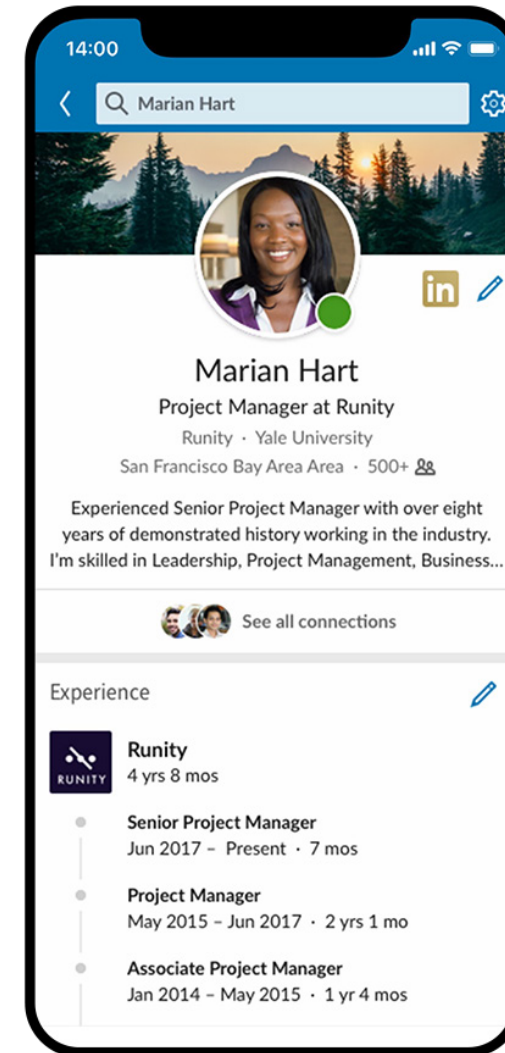 14:00
Marian Hart
in
Marian Hart
Project Manager at Runity
Runity · Yale University
San Francisco Bay Area Area · 500+
Experienced Senior Project Manager with over eight
years of demonstrated history working in the industry.
I'm skilled in Leadership, Project Management, Business...
See all connections
Experience
RUNITY
Runity
4 yrs 8 mos
Senior Project Manager
Jun 2017 – Present · 7 mos
Project Manager
May 2015 – Jun 2017 · 2 yrs 1 mo
Associate Project Manager
Jan 2014 – May 2015 · 1 yr 4 mos